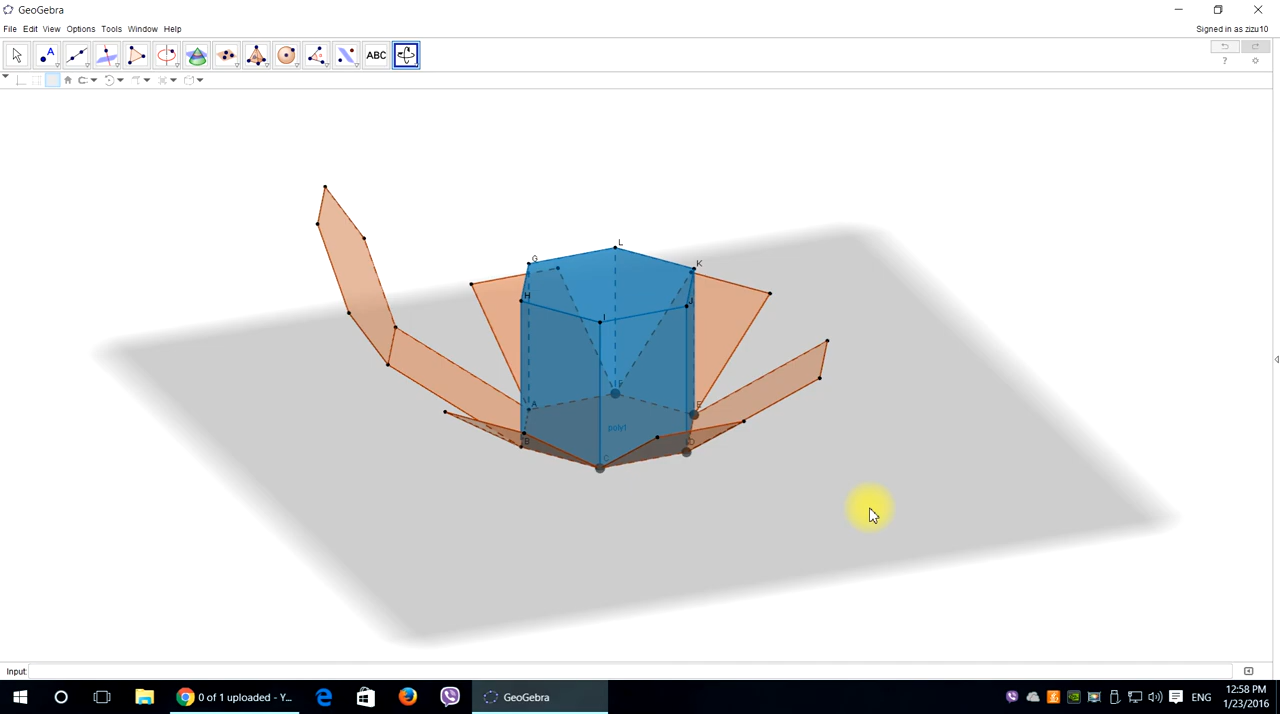 GeoGebra
File Edit View Options Tools Window Help
Signed in as zizu10
ABC
?
L
G
K
H
J
I
F
A
E
poly1
B
D
C
Input:
0 of 1 uploaded - Y...
GeoGebra
ENG
12:58 PM
1/23/2016